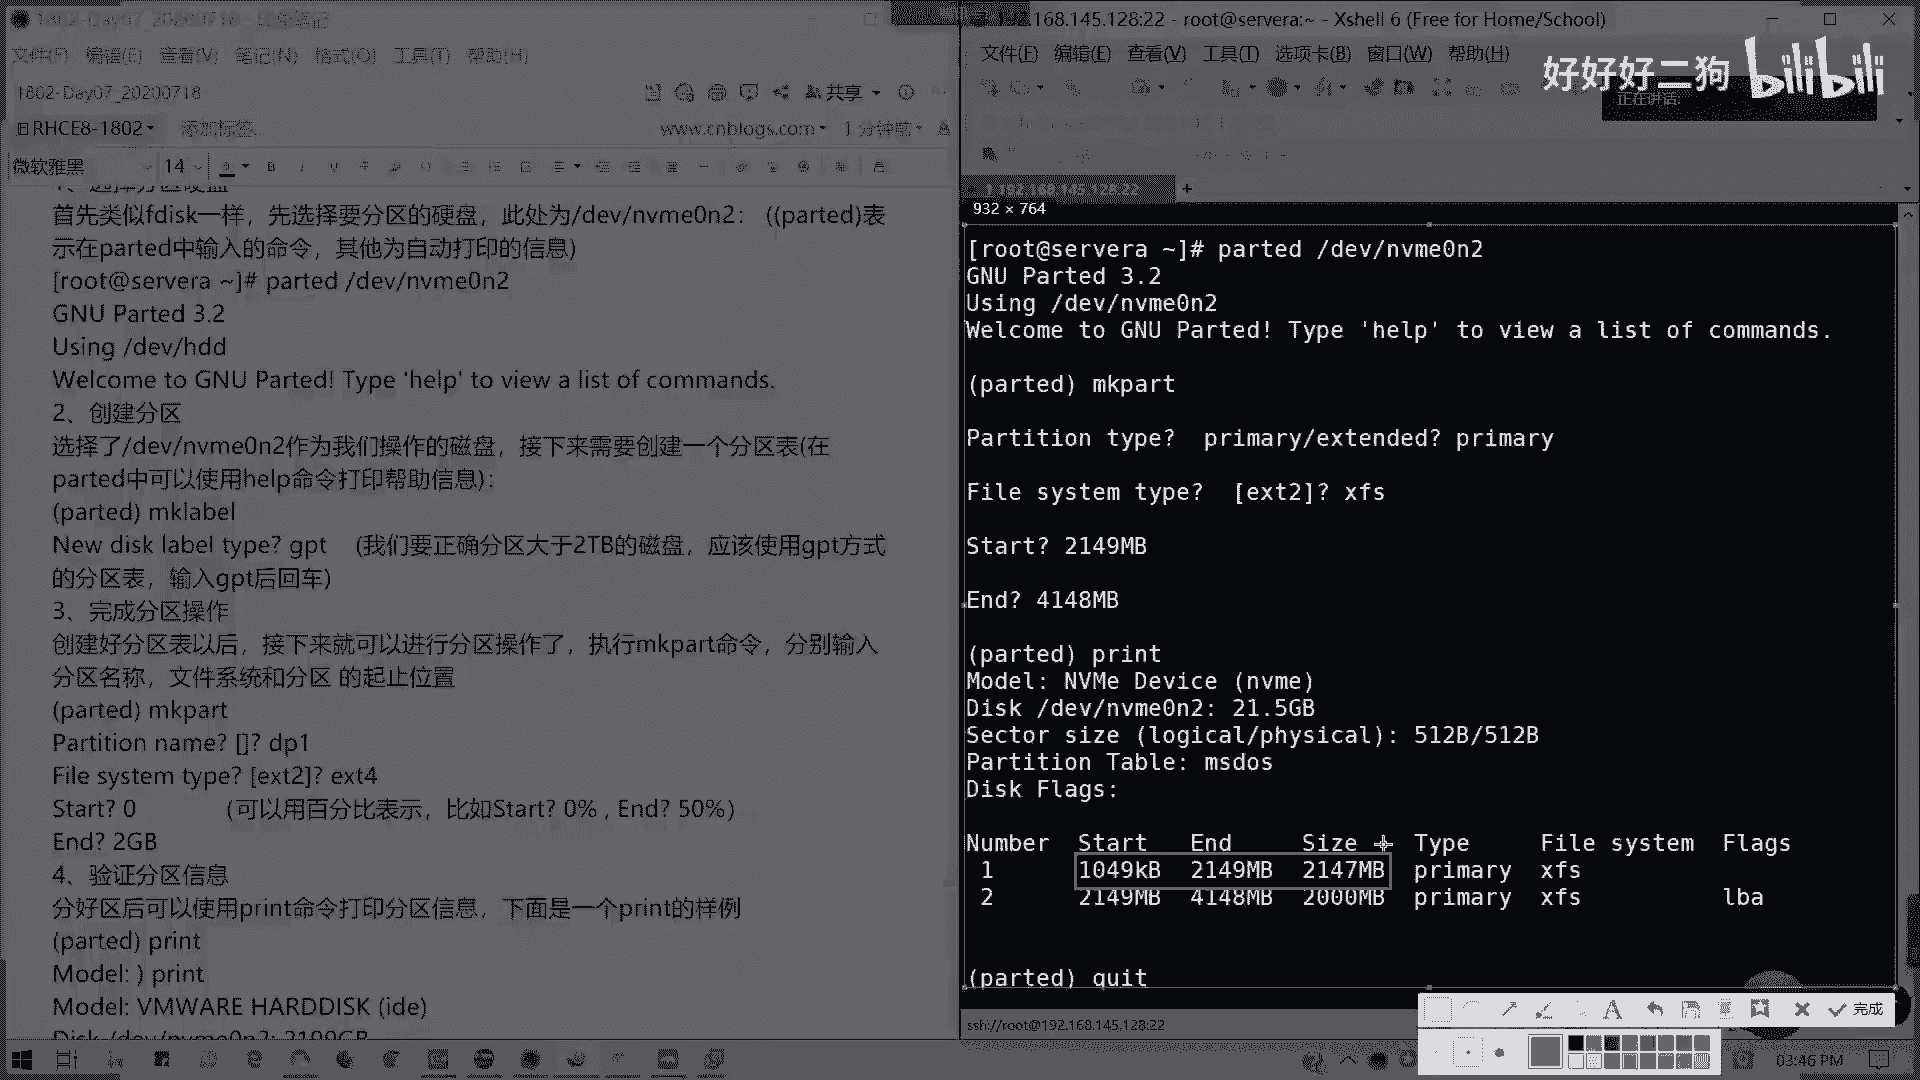 1802-Day07_20200718
文件(F) 编辑(E) 查看(V) 笔记(N) 格式(O) 工具(T) 帮助(H)
1802-Day07_20200718
共享
RHCE8-1802
添加标签...
www.cnblogs.com
1 分钟前
微软雅黑
14
1、选择分区硬盘
首先类似fdisk一样，先选择要分区的硬盘，此处为/dev/nvme0n2： ((parted)表
示在parted中输入的命令，其他为自动打印的信息)
[root@servera ~]# parted /dev/nvme0n2
GNU Parted 3.2
Using /dev/hdd
Welcome to GNU Parted! Type 'help' to view a list of commands.
2、创建分区
选择了/dev/nvme0n2作为我们操作的磁盘，接下来需要创建一个分区表(在
parted中可以使用help命令打印帮助信息)：
(parted) mklabel
New disk label type? gpt (我们要正确分区大于2TB的磁盘，应该使用gpt方式
的分区表，输入gpt后回车)
3、完成分区操作
创建好分区表以后，接下来就可以进行分区操作了，执行mkpart命令，分别输入
分区名称，文件系统和分区 的起止位置
(parted) mkpart
Partition name? []? dp1
File system type? [ext2]? ext4
Start? 0 （可以用百分比表示，比如Start? 0% , End? 50%）
End? 2GB
4、验证分区信息
分好区后可以使用print命令打印分区信息，下面是一个print的样例
(parted) print
Model: ) print
Model: VMWARE HARDDISK (ide)
Disk /dev/nvme0n2: 2199GB
192.168.145.128:22 - root@servera:~ - Xshell 6 (Free for Home/School)
文件(F) 编辑(E) 查看(V) 工具(T) 选项卡(B) 窗口(W) 帮助(H)
好好好二狗 bilibili
正在讲话:
1 192.168.145.128:22
932 × 764
[root@servera ~]# parted /dev/nvme0n2
GNU Parted 3.2
Using /dev/nvme0n2
Welcome to GNU Parted! Type 'help' to view a list of commands.
(parted) mkpart
Partition type?  primary/extended? primary
File system type?  [ext2]? xfs
Start? 2149MB
End? 4148MB
(parted) print
Model: NVMe Device (nvme)
Disk /dev/nvme0n2: 21.5GB
Sector size (logical/physical): 512B/512B
Partition Table: msdos
Disk Flags:
Number  Start  End  Size  Type  File system  Flags
1  1049kB  2149MB  2147MB  primary  xfs
2  2149MB  4148MB  2000MB  primary  xfs  lba
(parted) quit
完成
ssh://root@192.168.145.128:22
03:46 PM